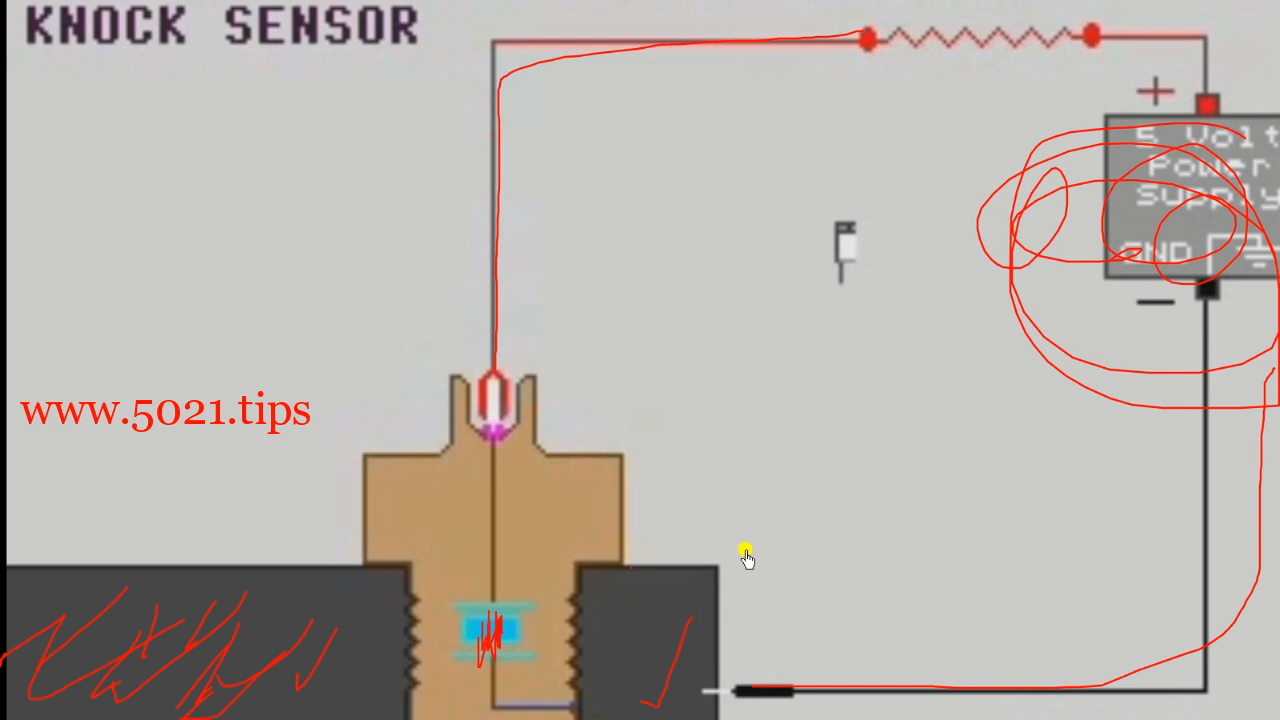 KNOCK SENSOR
+
5 Volt
Power
Supply
GND
—
www.5021.tips